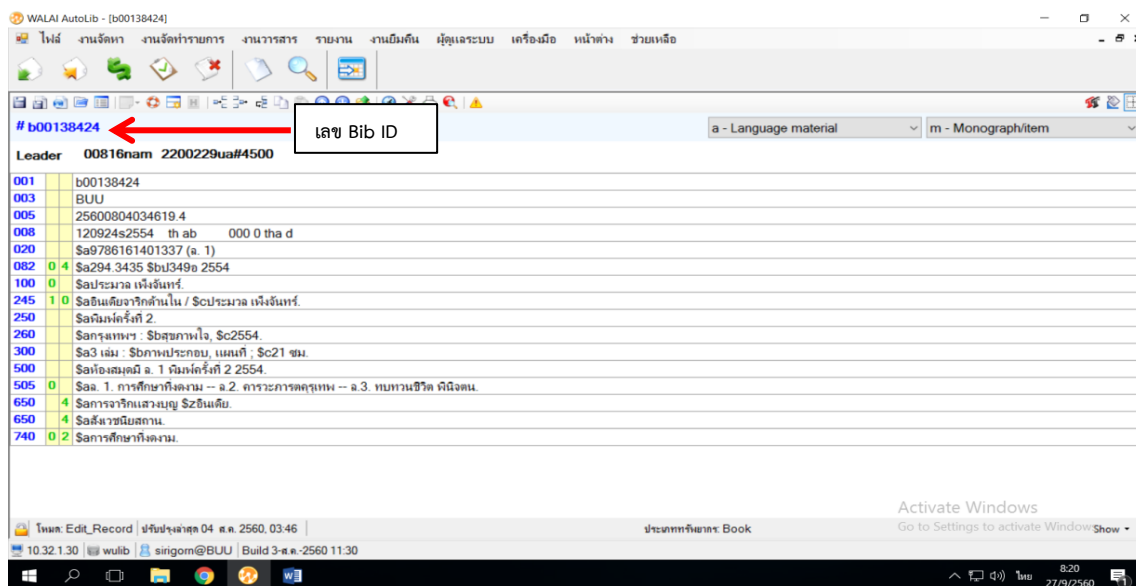 WALAI AutoLib - [b00138424]
ไฟล์ งานจัดหา งานจัดทำรายการ งานวารสาร รายงาน งานยืมคืน ผู้ดูแลระบบ เครื่องมือ หน้าต่าง ช่วยเหลือ
# b00138424
เลข Bib ID
a - Language material
m - Monograph/item
Leader 00816nam 2200229ua#4500
001 b00138424
003 BUU
005 25600804034619.4
008 120924s2554 th ab 000 0 tha d
020 $a9786161401337 (ล. 1)
082 0 4 $a294.3435 $bป349อ 2554
100 0 $aประมวล เพ็งจันทร์.
245 1 0 $aอินเดียจาริกด้านใน / $cประมวล เพ็งจันทร์.
250 $aพิมพ์ครั้งที่ 2.
260 $aกรุงเทพฯ : $bสุขภาพใจ, $c2554.
300 $a3 เล่ม : $bภาพประกอบ, แผนที่ ; $c21 ซม.
500 $aห้องสมุดมี ล. 1 พิมพ์ครั้งที่ 2 2554.
505 0 $aล. 1. การศึกษาที่งดงาม -- ล.2. คารวะภารตคุรุเทพ -- ล.3. ทบทวนชีวิต พินิจตน.
650 4 $aการจาริกแสวงบุญ $zอินเดีย.
650 4 $aสังเวชนียสถาน.
740 0 2 $aการศึกษาที่งดงาม.
Activate Windows
Go to Settings to activate Windows
โหมด: Edit_Record ปรับปรุงล่าสุด 04 ส.ค. 2560, 03:46
ประเภททรัพยากร: Book
Show
10.32.1.30 wulib sirigorn@BUU Build 3-ส.ค.-2560 11:30
ไทย
8:20
27/9/2560